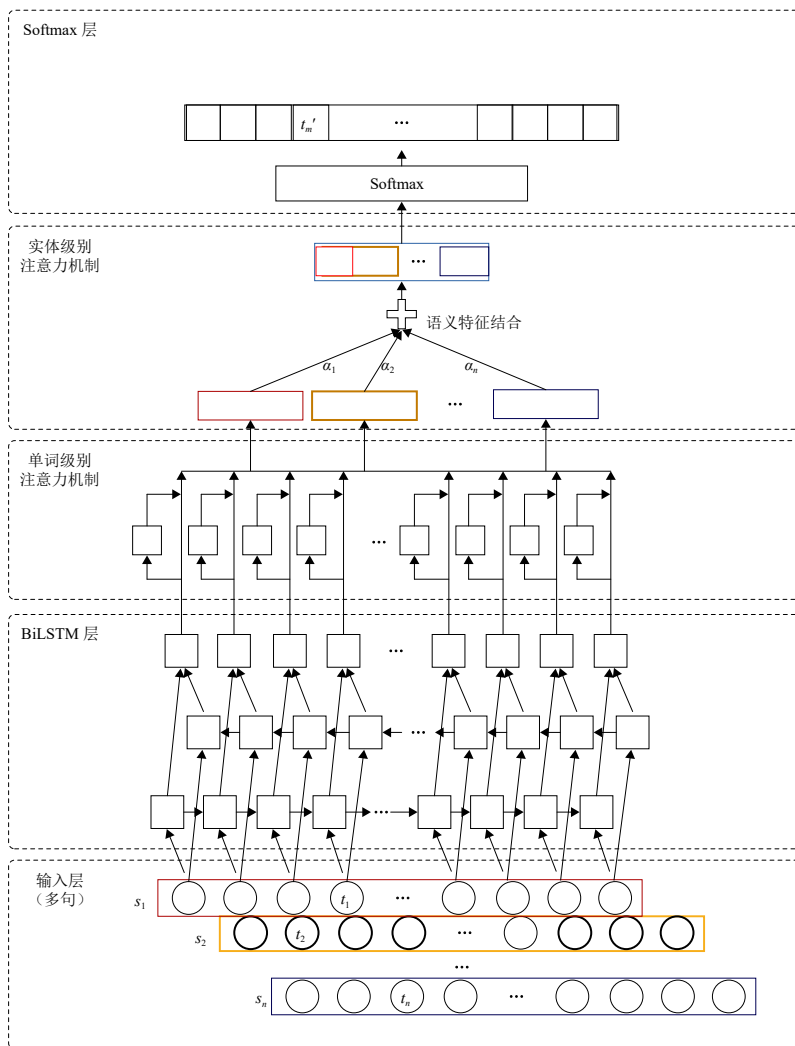 Softmax 层
t_m′
···
Softmax
实体级别
注意力机制
···
语义特征结合
α_1
α_2
α_n
···
单词级别
注意力机制
···
BiLSTM 层
···
···
···
输入层
（多句）
s_1
t_1
···
s_2
t_2
···
···
s_n
t_n
···